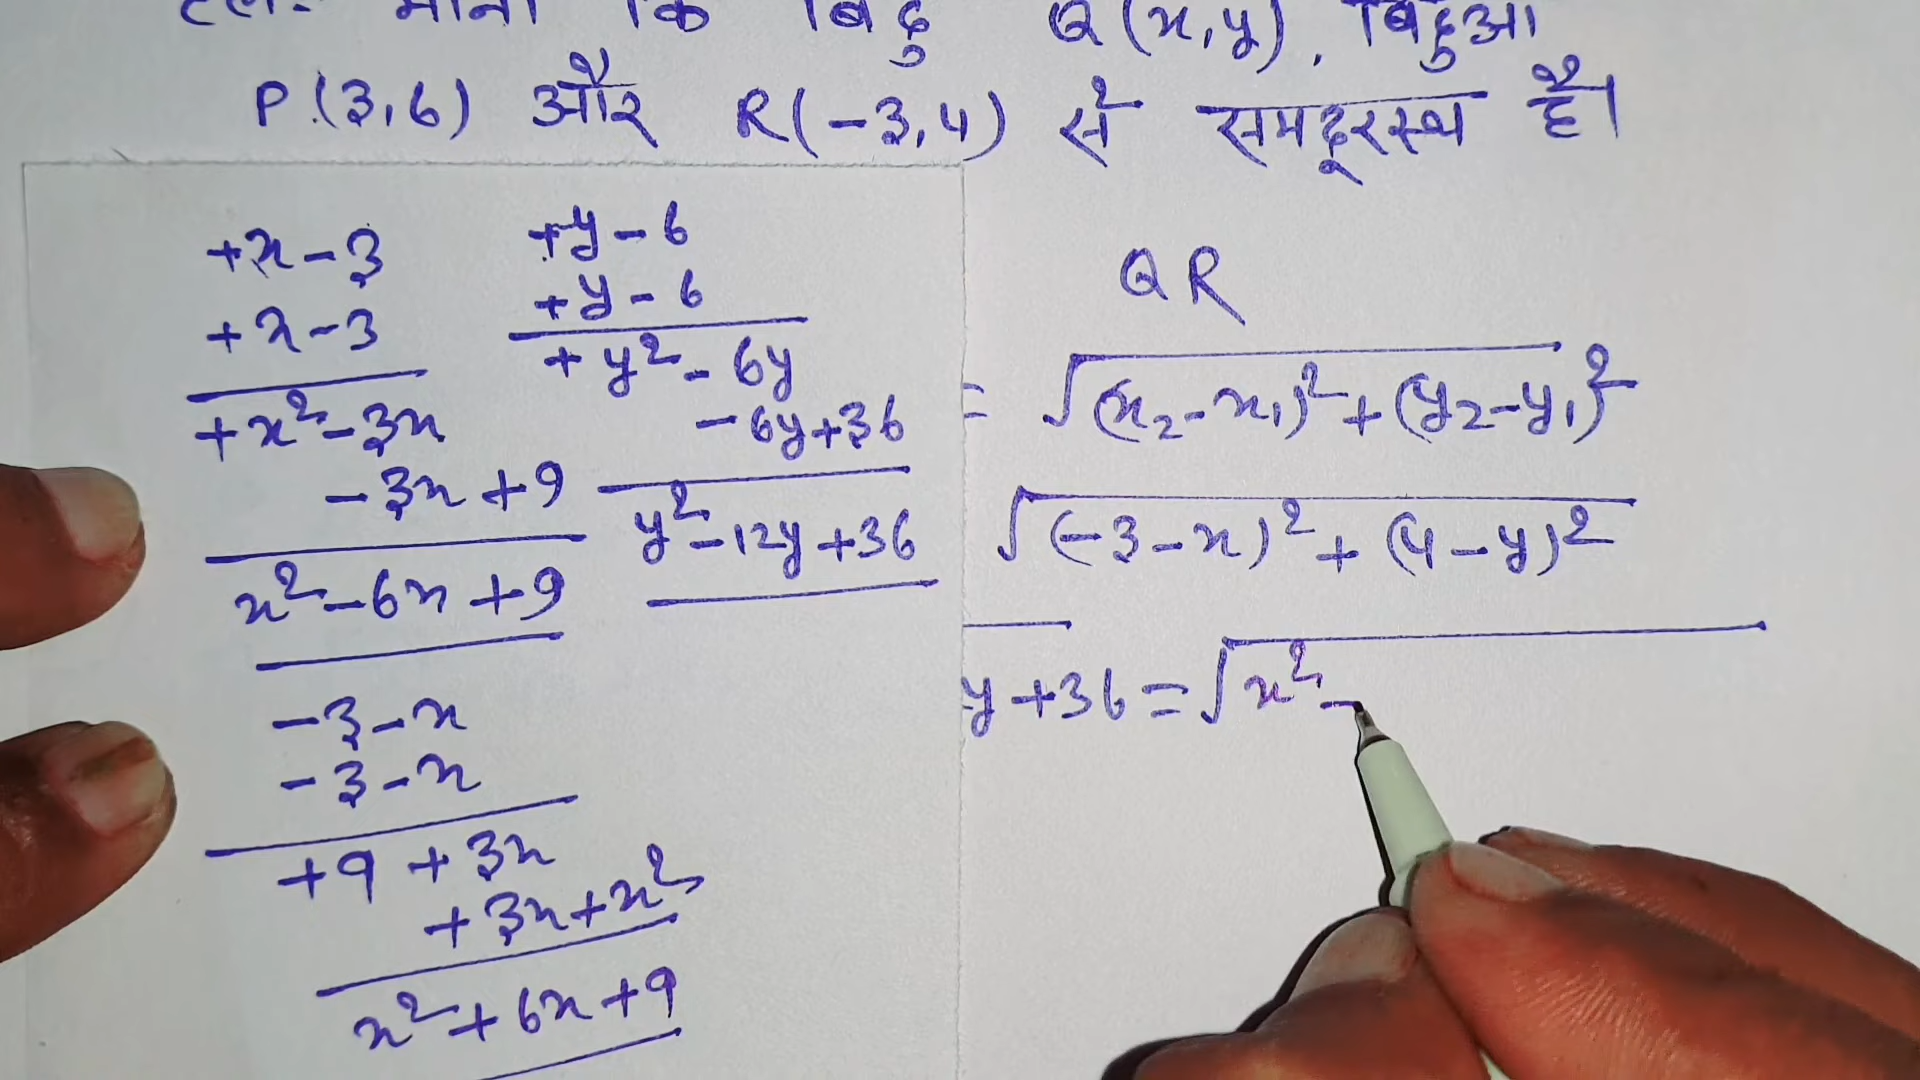 हल:- माना कि बिंदु Q(x,y), बिंदुओं
P(3,6) और R(-3,4) से समदूरस्थ है।
+x-3
+x-3
+x²-3x
-3x+9
x²-6x+9
+y-6
+y-6
+y²-6y
-6y+36
y²-12y+36
-3-x
-3-x
+9+3x
+3x+x²
x²+6x+9
QR
= √(x₂-x₁)²+(y₂-y₁)²
√(-3-x)²+(4-y)²
y+36=√x²-